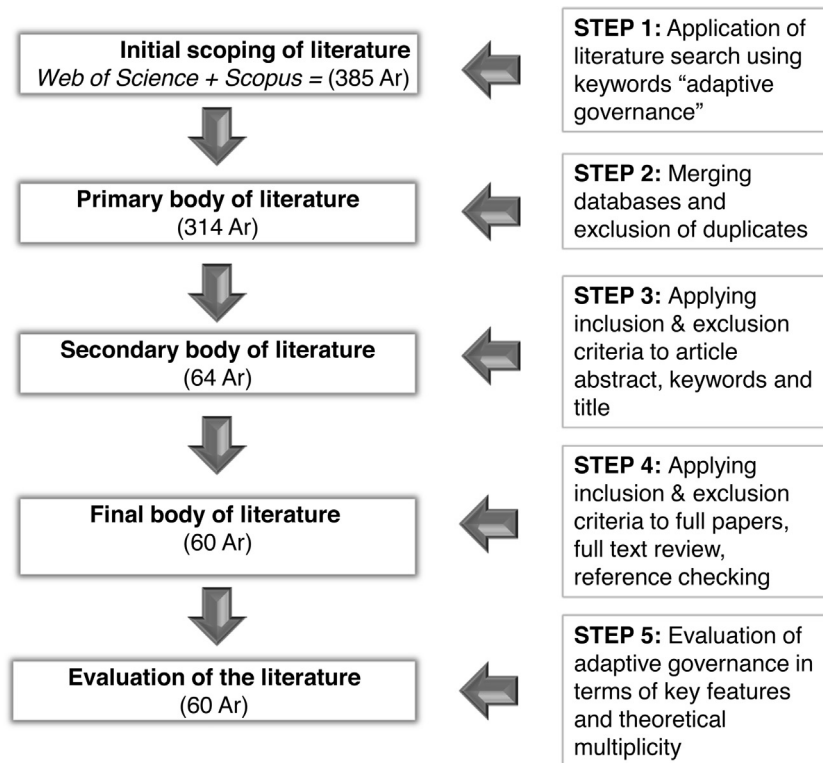 Initial scoping of literature
Web of Science + Scopus = (385 Ar)
STEP 1: Application of
literature search using
keywords “adaptive
governance”
Primary body of literature
(314 Ar)
STEP 2: Merging
databases and
exclusion of duplicates
Secondary body of literature
(64 Ar)
STEP 3: Applying
inclusion & exclusion
criteria to article
abstract, keywords and
title
Final body of literature
(60 Ar)
STEP 4: Applying
inclusion & exclusion
criteria to full papers,
full text review,
reference checking
Evaluation of the literature
(60 Ar)
STEP 5: Evaluation of
adaptive governance in
terms of key features
and theoretical
multiplicity